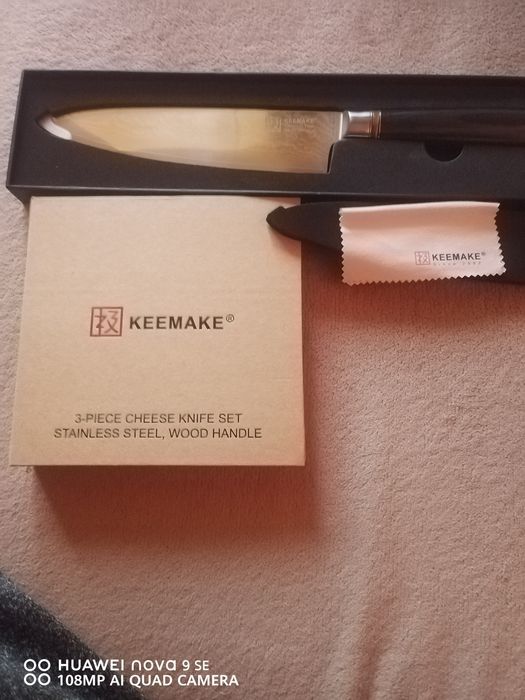 KEEMAKE
KEEMAKE®
KEEMAKE®
3-PIECE CHEESE KNIFE SET
STAINLESS STEEL, WOOD HANDLE
HUAWEI nova 9 SE
108MP AI QUAD CAMERA